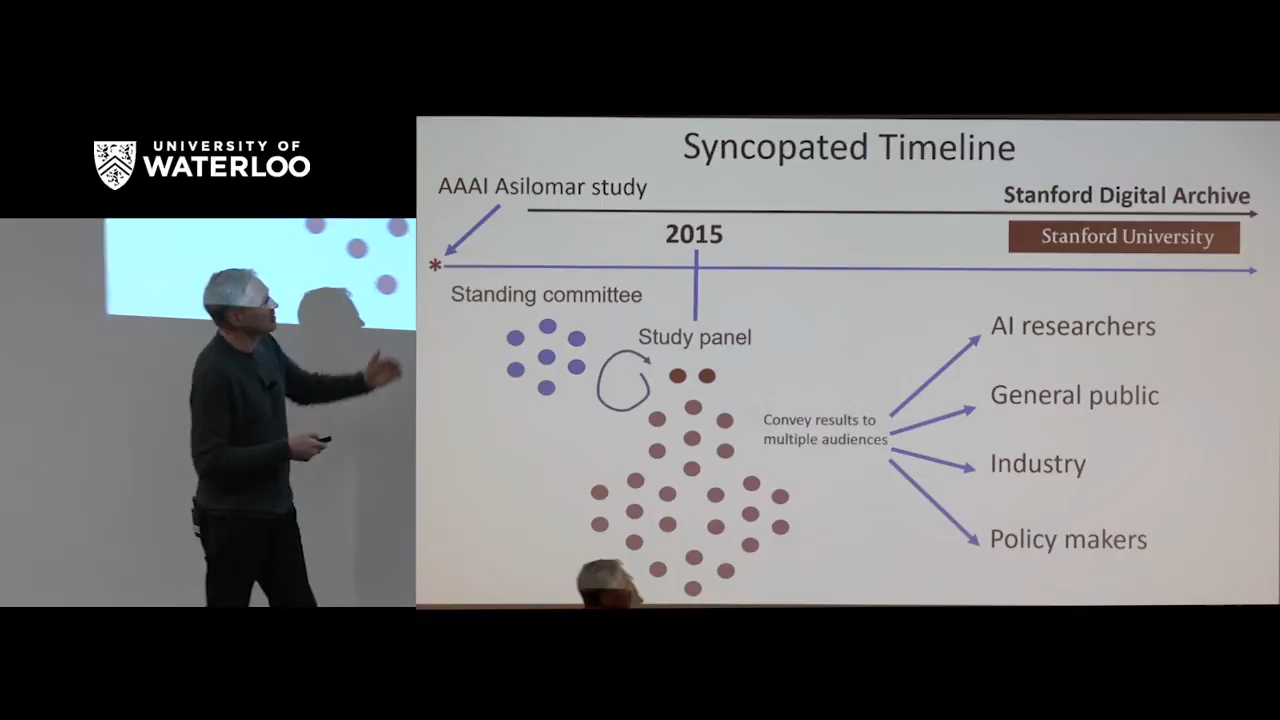 UNIVERSITY OF
WATERLOO
Syncopated Timeline
AAAI Asilomar study
Stanford Digital Archive
2015
Stanford University
*
Standing committee
Study panel
AI researchers
General public
Convey results to
multiple audiences
Industry
Policy makers